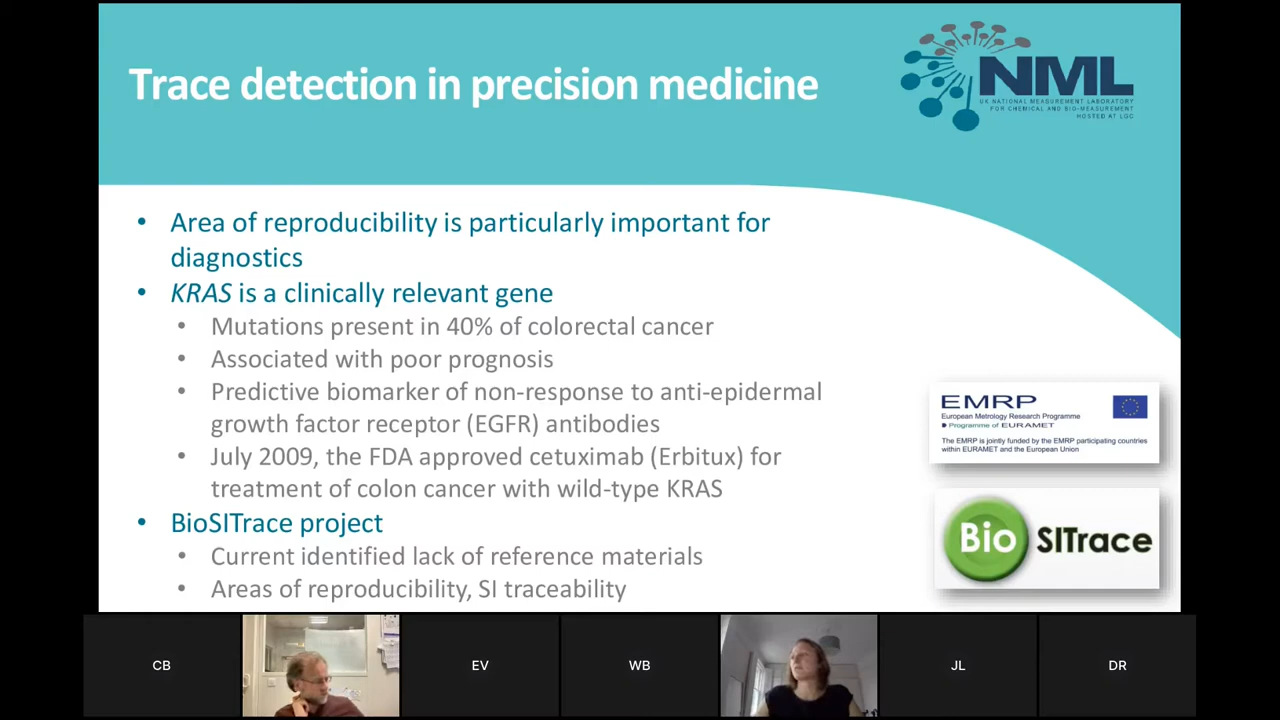 Trace detection in precision medicine
NML
UK NATIONAL MEASUREMENT LABORATORY
FOR CHEMICAL AND BIO-MEASUREMENT
HOSTED AT LGC
• Area of reproducibility is particularly important for
diagnostics
• KRAS is a clinically relevant gene
• Mutations present in 40% of colorectal cancer
• Associated with poor prognosis
• Predictive biomarker of non-response to anti-epidermal
growth factor receptor (EGFR) antibodies
• July 2009, the FDA approved cetuximab (Erbitux) for
treatment of colon cancer with wild-type KRAS
• BioSITrace project
• Current identified lack of reference materials
• Areas of reproducibility, SI traceability
EMRP
European Metrology Research Programme
Programme of EURAMET
The EMRP is jointly funded by the EMRP participating countries
within EURAMET and the European Union
Bio SITrace
CB
EV
WB
JL
DR